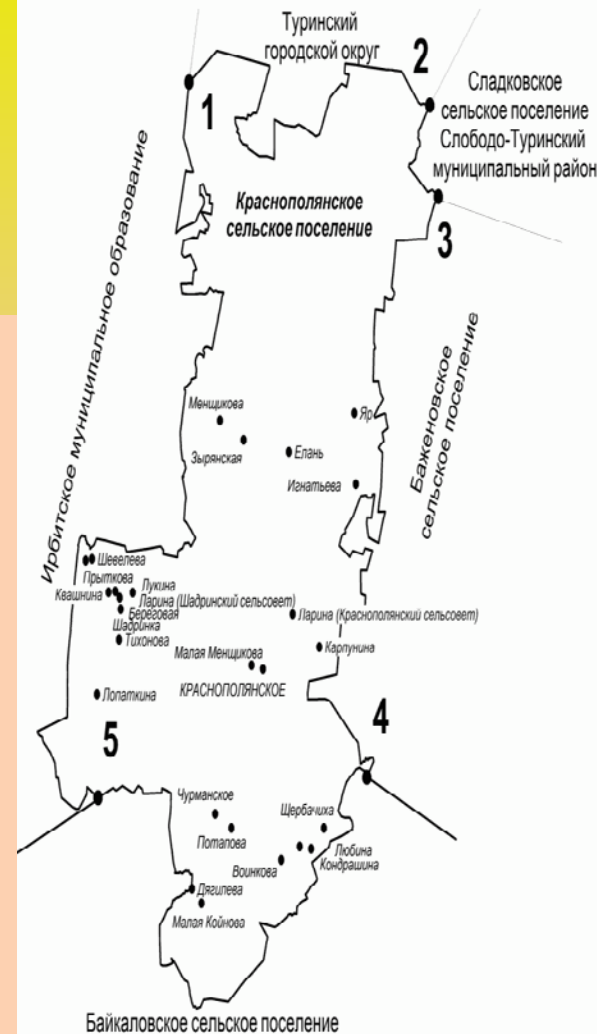 Туринский
городской округ
2
Сладковское
сельское поселение
Слободо-Туринский
муниципальный район
1
Ирбитское муниципальное образование
Краснополянское
сельское поселение
3
Баженовское
сельское поселение
Менщикова
Яр
Зырянская
Елань
Игнатьева
Шевелева
Прыткова
Квашнина
Лукина
Ларина (Шадринский сельсовет)
Береговая
Шадринка
Тихонова
Ларина (Краснополянский сельсовет)
Карпунина
Малая Менщикова
КРАСНОПОЛЯНСКОЕ
Лопаткина
5
4
Чурманское
Щербачиха
Потапова
Любина
Кондрашина
Воинкова
Дягилева
Малая Койнова
Байкаловское сельское поселение